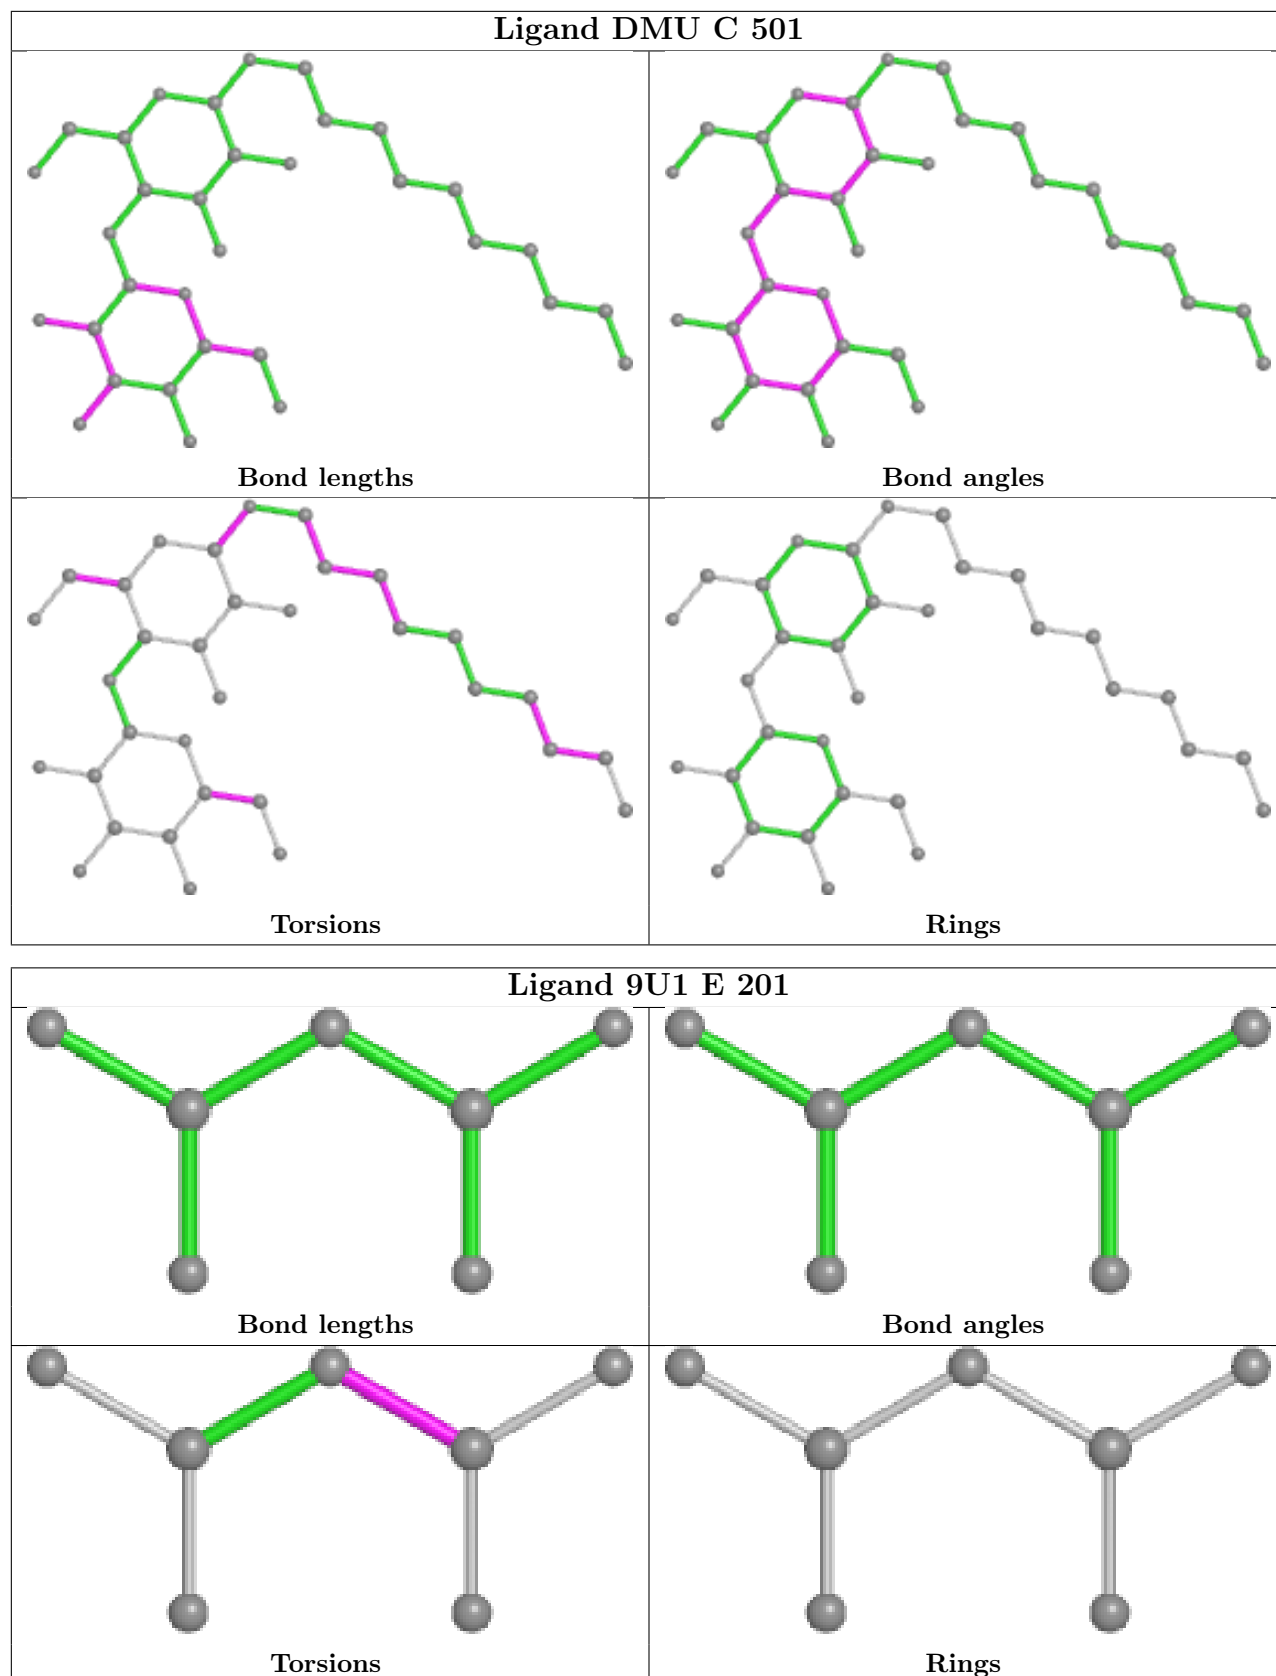 Ligand DMU C 501
Bond lengths
Bond angles
Torsions
Rings
Ligand 9U1 E 201
Bond lengths
Bond angles
Torsions
Rings